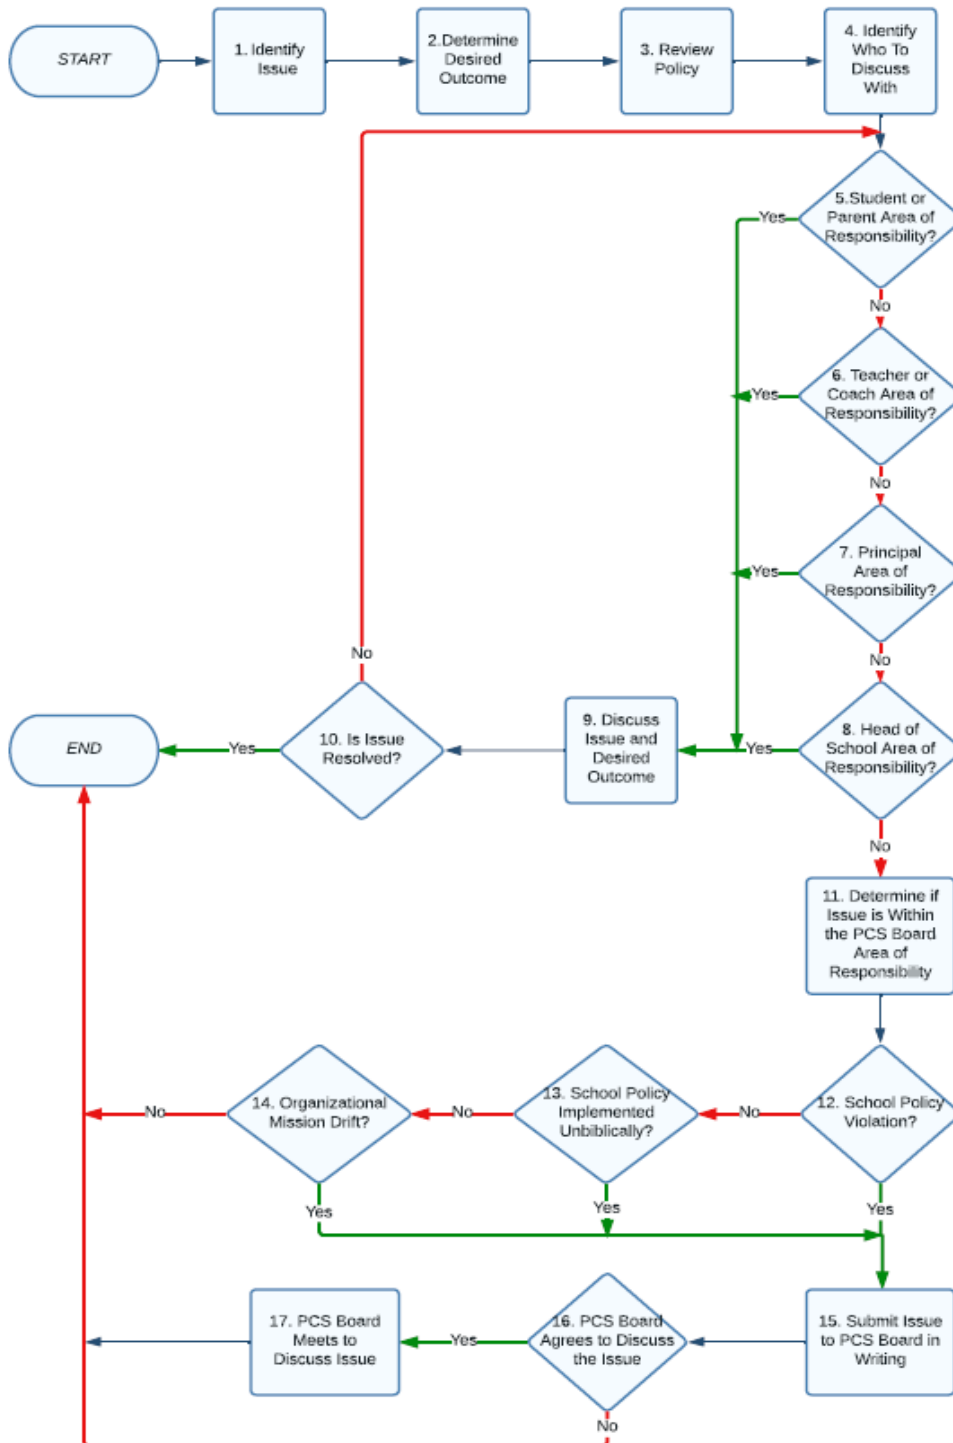 START
1. Identify
Issue
2.Determine
Desired
Outcome
3. Review
Policy
4. Identify
Who To
Discuss
With
5.Student or
Parent Area of
Responsibility?
Yes
No
6. Teacher or
Coach Area of
Responsibility?
Yes
No
7. Principal
Area of
Responsibility?
Yes
No
8. Head of
School Area of
Responsibility?
Yes
9. Discuss
Issue and
Desired
Outcome
10. Is Issue
Resolved?
No
Yes
END
No
11. Determine if
Issue is Within
the PCS Board
Area of
Responsibility
12. School Policy
Violation?
No
Yes
13. School Policy
Implemented
Unbiblically?
No
Yes
14. Organizational
Mission Drift?
No
Yes
15. Submit Issue
to PCS Board in
Writing
16. PCS Board
Agrees to Discuss
the Issue
Yes
No
17. PCS Board
Meets to
Discuss Issue